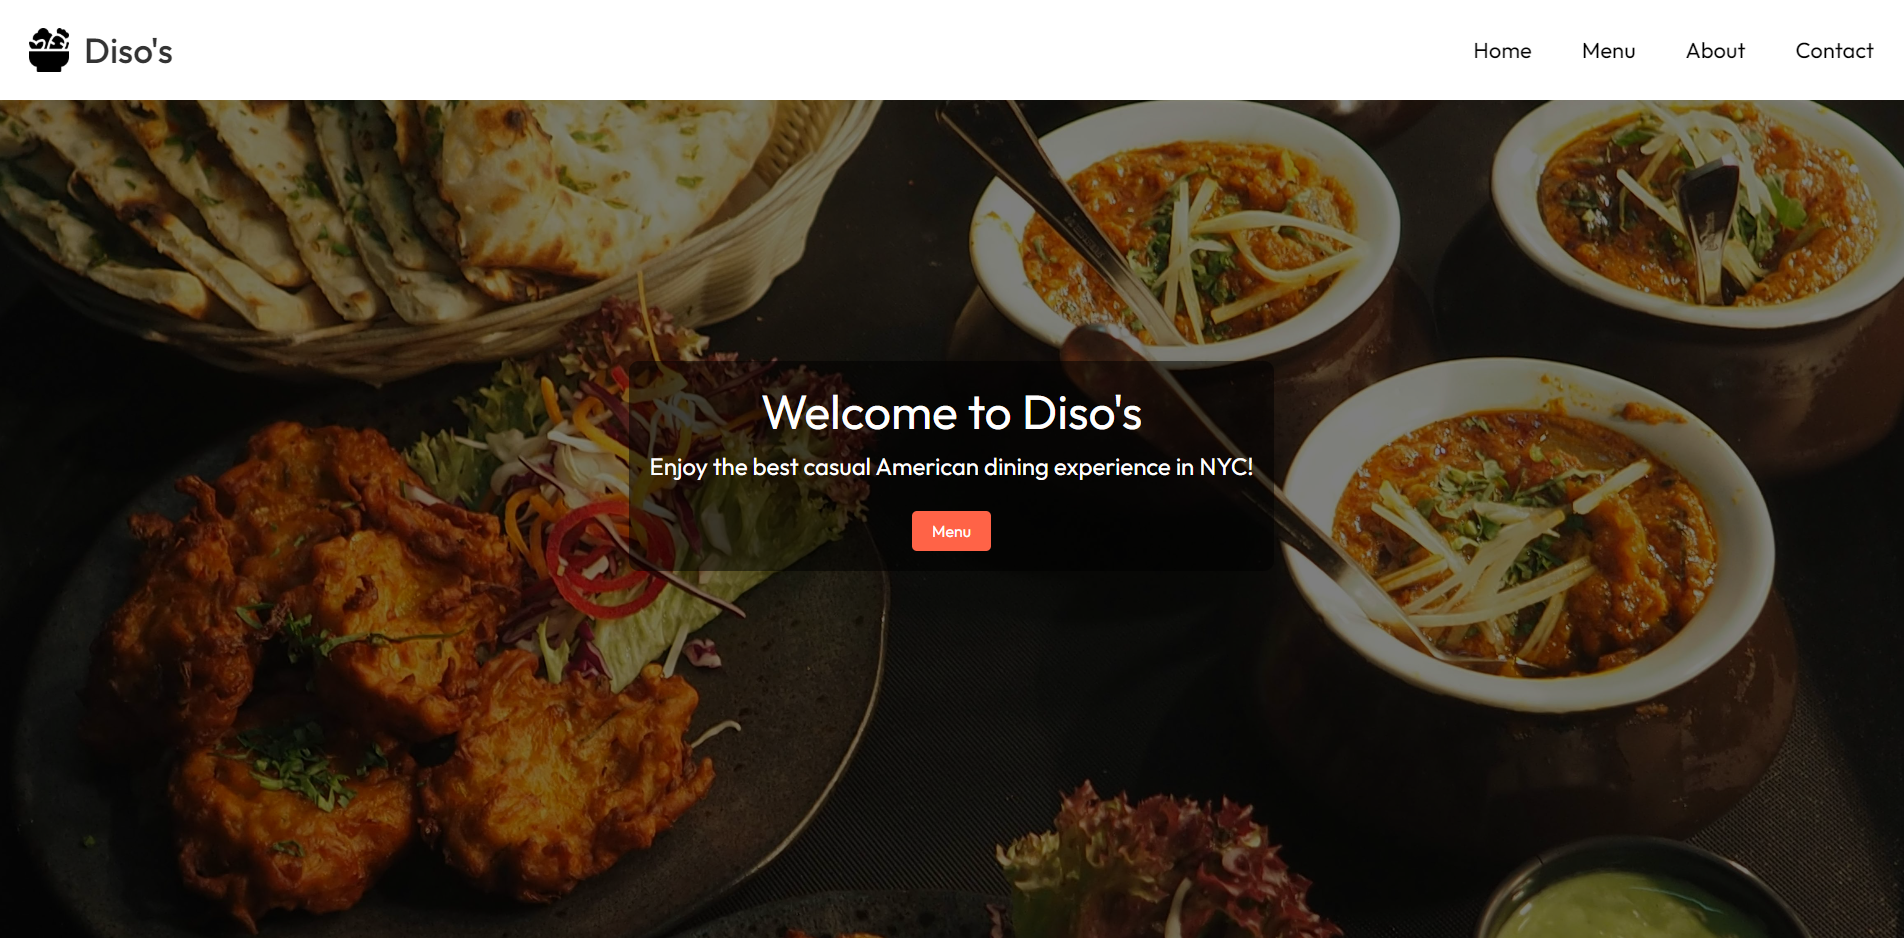 Diso's
Home
Menu
About
Contact
Welcome to Diso's
Enjoy the best casual American dining experience in NYC!
Menu